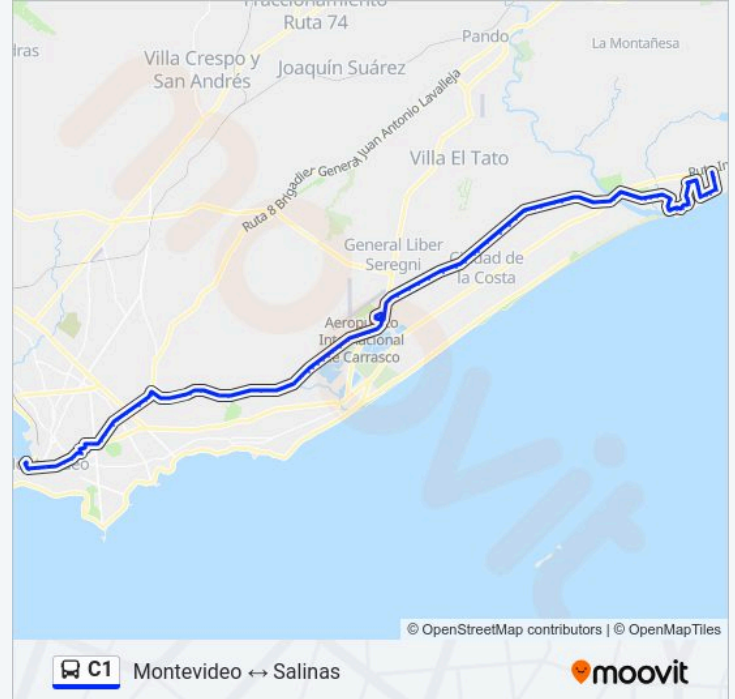 Fraccionamiento
Ruta 74
Pando
La Montañesa
Villa Crespo y
San Andrés
Joaquín Suárez
Ruta 8 Brigadier General Juan Antonio Lavalleja
Villa El Tato
General Liber
Seregni
Ciudad de
la Costa
Aeropuerto
Internacional
de Carrasco
moovit
© OpenStreetMap contributors | © OpenMapTiles
C1 Montevideo ↔ Salinas
moovit